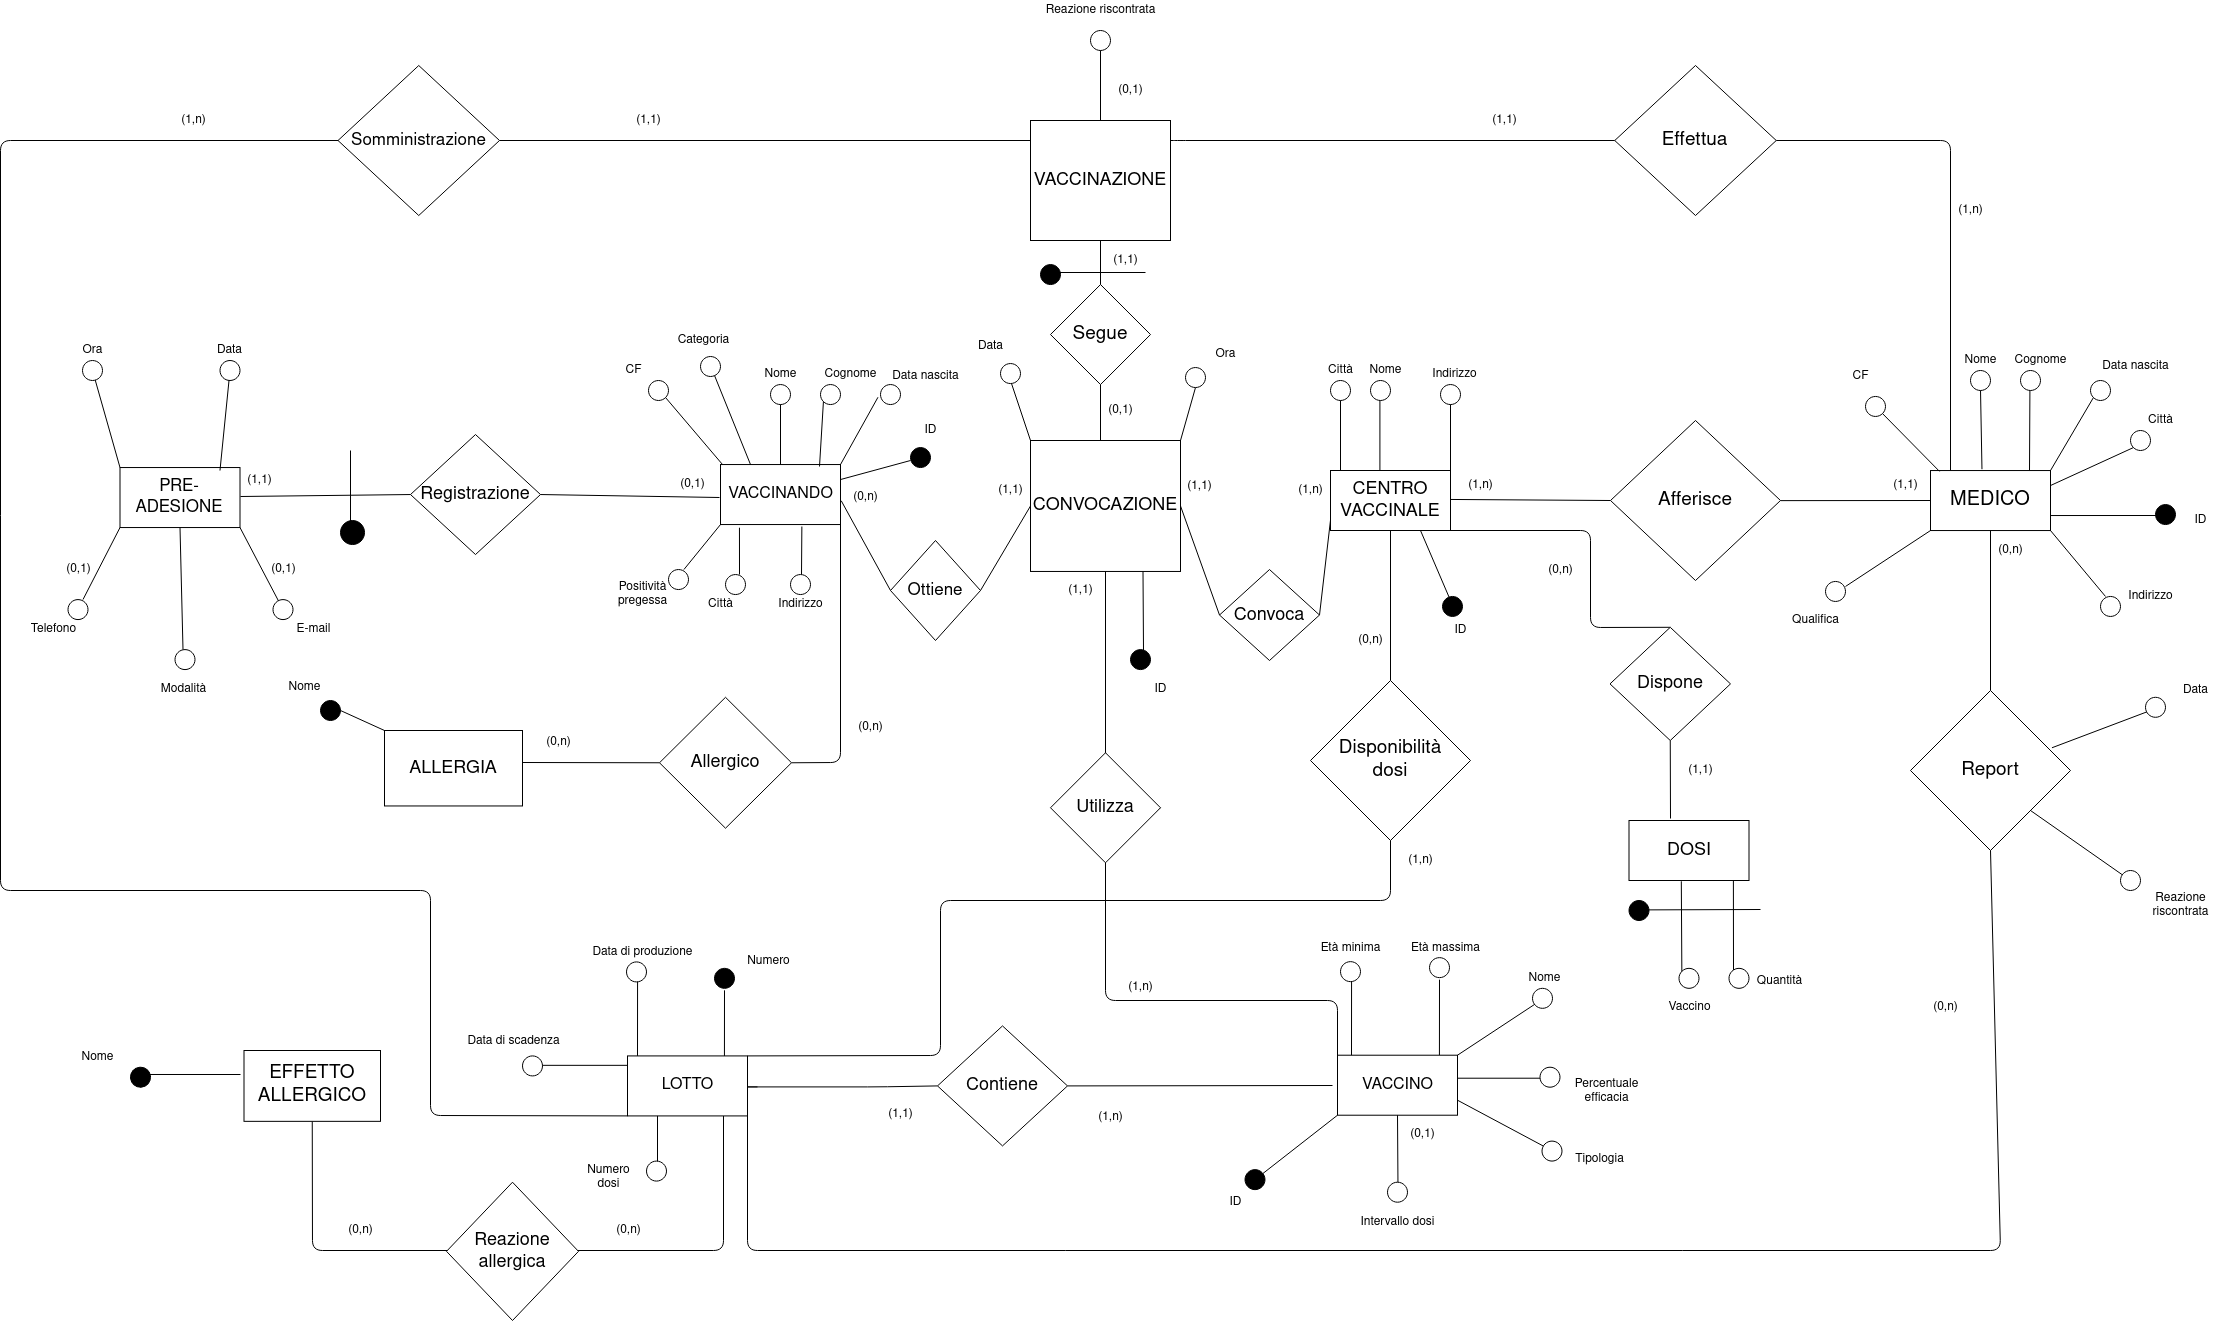 Reazione riscontrata
(0,1)
(1,n)
Somministrazione
(1,1)
VACCINAZIONE
(1,1)
Effettua
(1,n)
(1,1)
Segue
(0,1)
Ora
Data
PRE-
ADESIONE
(1,1)
(0,1)
Telefono
Modalità
(0,1)
E-mail
Registrazione
(0,1)
CF
Categoria
Nome
Cognome
Data nascita
ID
VACCINANDO
(0,n)
Positività
pregessa
Città
Indirizzo
Ottiene
(1,1)
Data
Ora
CONVOCAZIONE
(1,1)
(1,1)
ID
Convoca
(1,n)
Città
Nome
Indirizzo
CENTRO
VACCINALE
(1,n)
ID
(0,n)
(0,n)
Afferisce
(1,1)
CF
Nome
Cognome
Data nascita
Città
ID
MEDICO
(0,n)
Indirizzo
Qualifica
Nome
ALLERGIA
(0,n)
Allergico
(0,n)
Utilizza
Disponibilità
dosi
(1,n)
Dispone
(1,1)
DOSI
Vaccino
Quantità
Report
Data
Reazione
riscontrata
(0,n)
Data di produzione
Numero
Data di scadenza
LOTTO
Numero
dosi
(1,1)
Contiene
(1,n)
(1,n)
Età minima
Età massima
Nome
VACCINO
Percentuale
efficacia
Tipologia
(0,1)
Intervallo dosi
ID
Nome
EFFETTO
ALLERGICO
(0,n)
Reazione
allergica
(0,n)